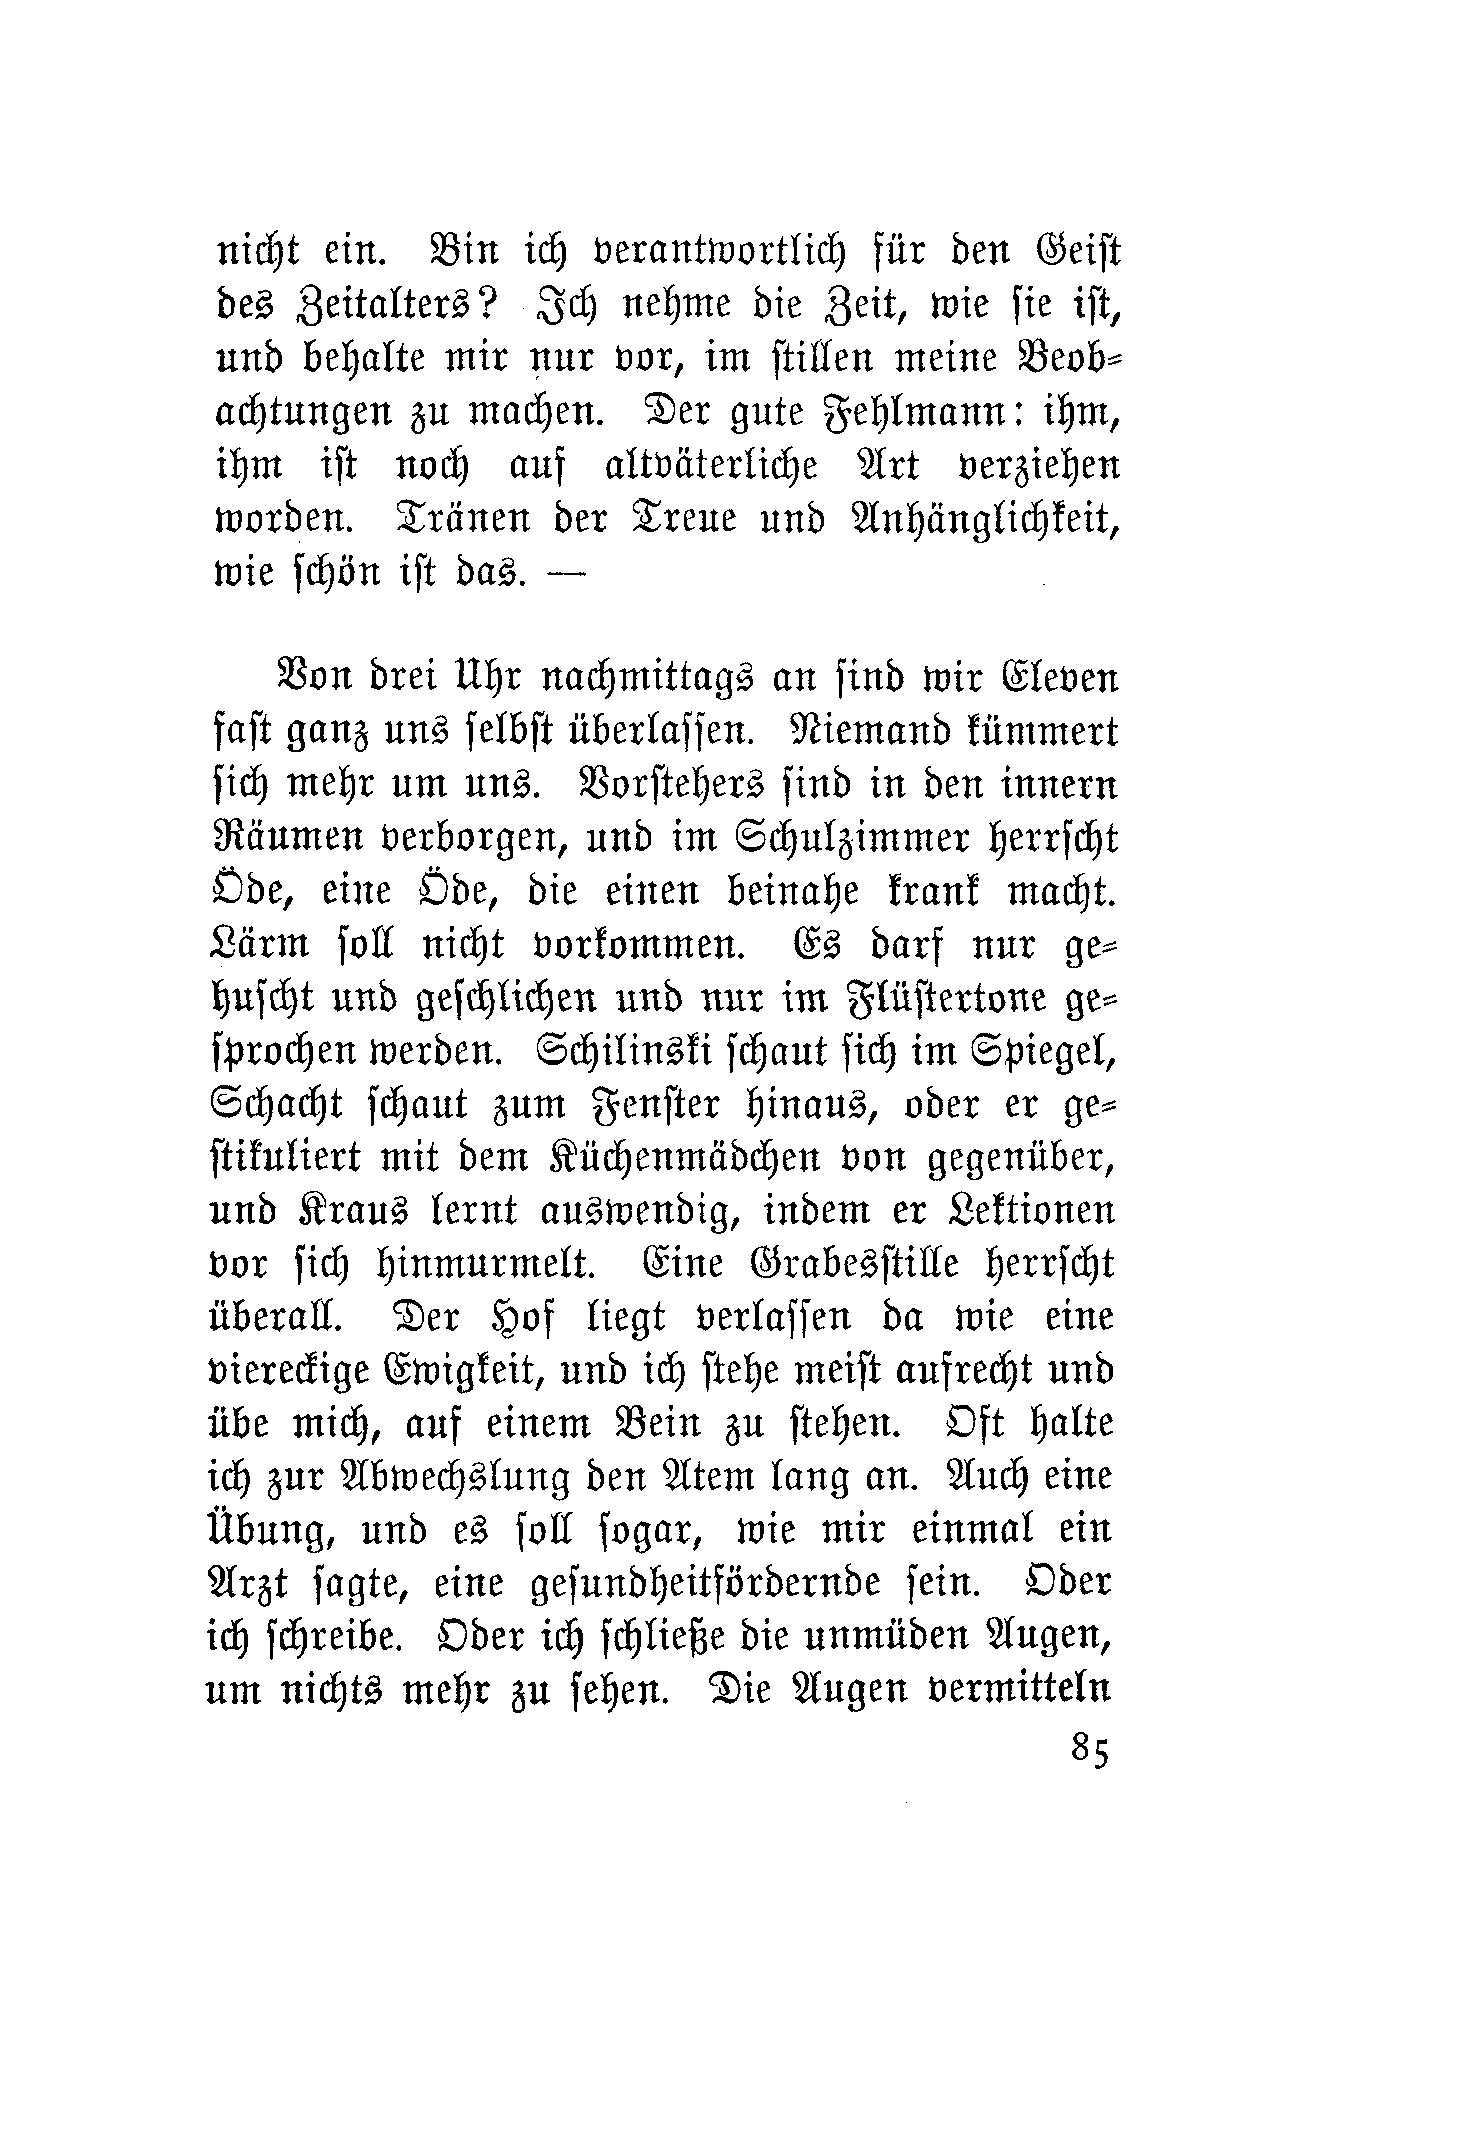 nicht ein. Bin ich verantwortlich für den Geist
des Zeitalters? Ich nehme die Zeit, wie sie ist,
und behalte mir nur vor, im stillen meine Beob-
achtungen zu machen. Der gute Fehlmann: ihm,
ihm ist noch auf altväterliche Art verziehen
worden. Tränen der Treue und Anhänglichkeit,
wie schön ist das. —
Von drei Uhr nachmittags an sind wir Eleven
fast ganz uns selbst überlassen. Niemand kümmert
sich mehr um uns. Vorstehers sind in den innern
Räumen verborgen, und im Schulzimmer herrscht
Öde, eine Öde, die einen beinahe krank macht.
Lärm soll nicht vorkommen. Es darf nur ge-
huscht und geschlichen und nur im Flüstertone ge-
sprochen werden. Schilinski schaut sich im Spiegel,
Schacht schaut zum Fenster hinaus, oder er ge-
stikuliert mit dem Küchenmädchen von gegenüber,
und Kraus lernt auswendig, indem er Lektionen
vor sich hinmurmelt. Eine Grabesstille herrscht
überall. Der Hof liegt verlassen da wie eine
viereckige Ewigkeit, und ich stehe meist aufrecht und
übe mich, auf einem Bein zu stehen. Oft halte
ich zur Abwechslung den Atem lang an. Auch eine
Übung, und es soll sogar, wie mir einmal ein
Arzt sagte, eine gesundheitfördernde sein. Oder
ich schreibe. Oder ich schließe die unmüden Augen,
um nichts mehr zu sehen. Die Augen vermitteln
85